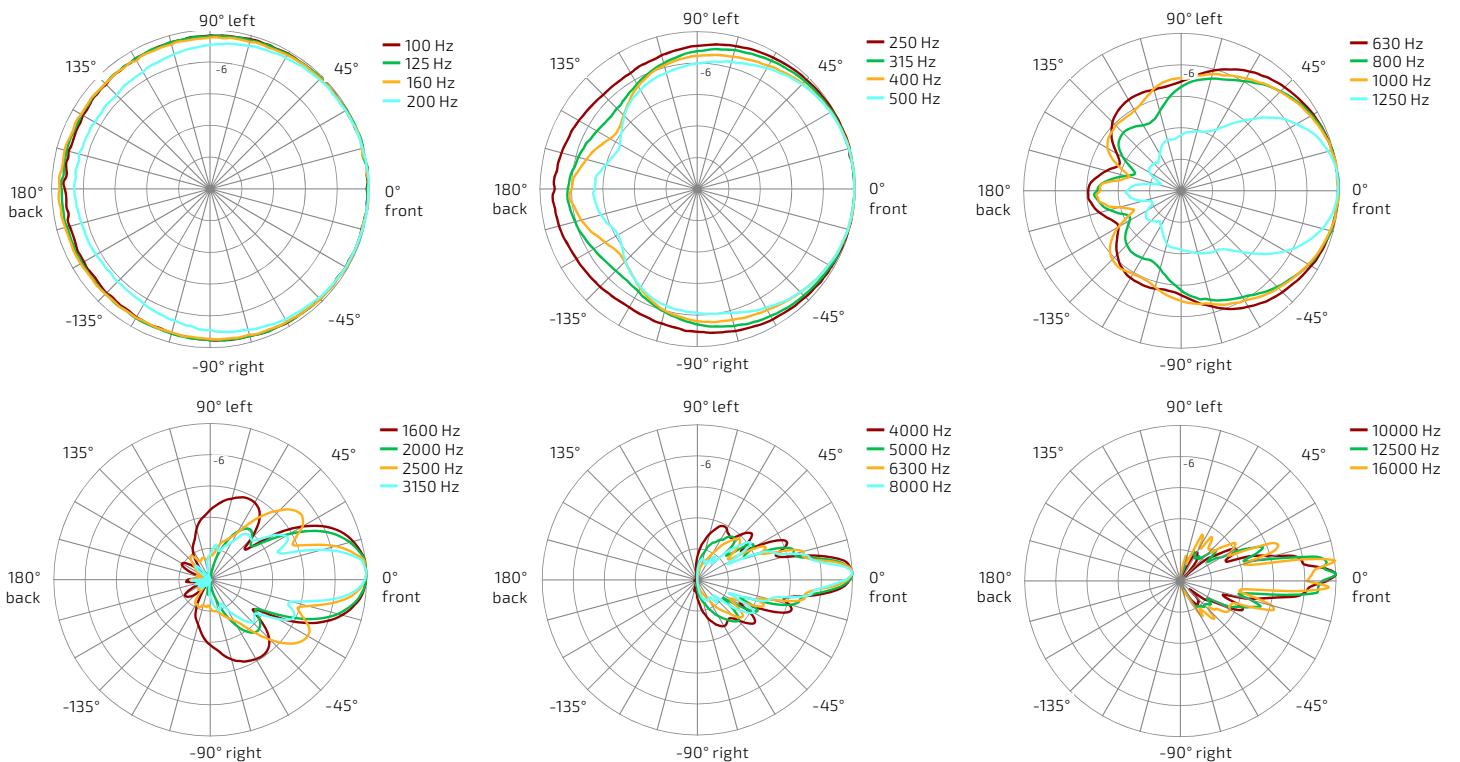 90° left
100 Hz
125 Hz
160 Hz
200 Hz
135°
45°
-6
180°
back
0°
front
-135°
-45°
-90° right
90° left
250 Hz
315 Hz
400 Hz
500 Hz
135°
45°
-6
180°
back
0°
front
-135°
-45°
-90° right
90° left
630 Hz
800 Hz
1000 Hz
1250 Hz
135°
45°
-6
180°
back
0°
front
-135°
-45°
-90° right
90° left
1600 Hz
2000 Hz
2500 Hz
3150 Hz
135°
45°
-6
180°
back
0°
front
-135°
-45°
-90° right
90° left
4000 Hz
5000 Hz
6300 Hz
8000 Hz
135°
45°
-6
180°
back
0°
front
-135°
-45°
-90° right
90° left
10000 Hz
12500 Hz
16000 Hz
135°
45°
-6
180°
back
0°
front
-135°
-45°
-90° right